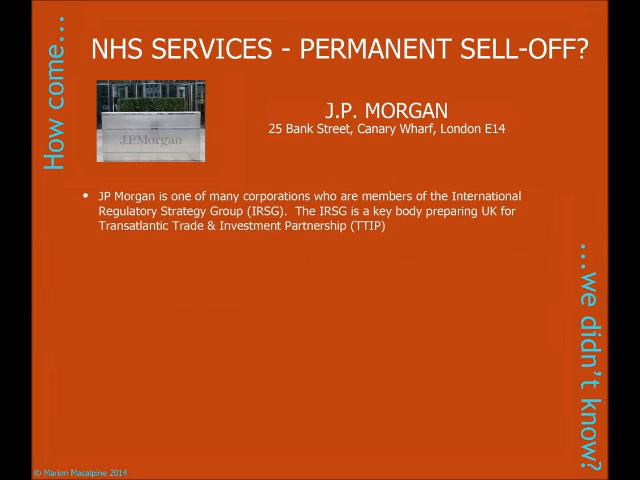 How come...
NHS SERVICES - PERMANENT SELL-OFF?
J.P. MORGAN
25 Bank Street, Canary Wharf, London E14
J.P.Morgan
• JP Morgan is one of many corporations who are members of the International
Regulatory Strategy Group (IRSG).  The IRSG is a key body preparing UK for
Transatlantic Trade & Investment Partnership (TTIP)
...we didn't know?
© Marion Macalpine 2014